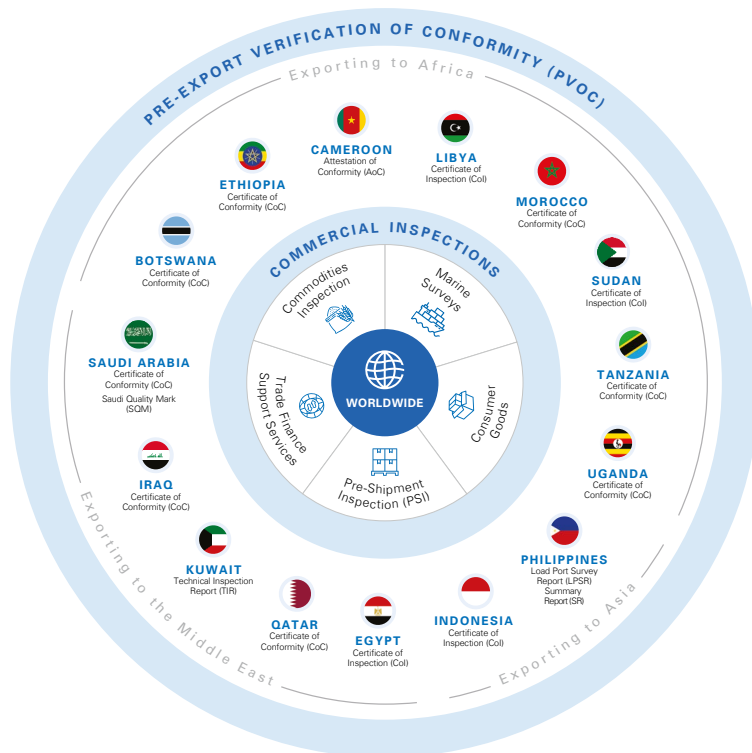 PRE-EXPORT VERIFICATION OF CONFORMITY (PVOC)
Exporting to Africa
CAMEROON
Attestation of
Conformity (AoC)
LIBYA
Certificate of
Inspection (CoI)
ETHIOPIA
Certificate of
Conformity (CoC)
MOROCCO
Certificate of
Conformity (CoC)
BOTSWANA
Certificate of
Conformity (CoC)
SUDAN
Certificate of
Inspection (CoI)
TANZANIA
Certificate of
Conformity (CoC)
UGANDA
Certificate of
Conformity (CoC)
COMMERCIAL INSPECTIONS
Commodities
Inspection
Marine
Surveys
Consumer
Goods
Pre-Shipment
Inspection (PSI)
Trade Finance
Support Services
WORLDWIDE
SAUDI ARABIA
Certificate of
Conformity (CoC)
Saudi Quality Mark
(SQM)
IRAQ
Certificate of
Conformity (CoC)
KUWAIT
Technical Inspection
Report (TIR)
QATAR
Certificate of
Conformity (CoC)
EGYPT
Certificate of
Inspection (CoI)
Exporting to the Middle East
INDONESIA
Certificate of
Inspection (CoI)
PHILIPPINES
Load Port Survey
Report (LPSR)
Summary
Report (SR)
Exporting to Asia